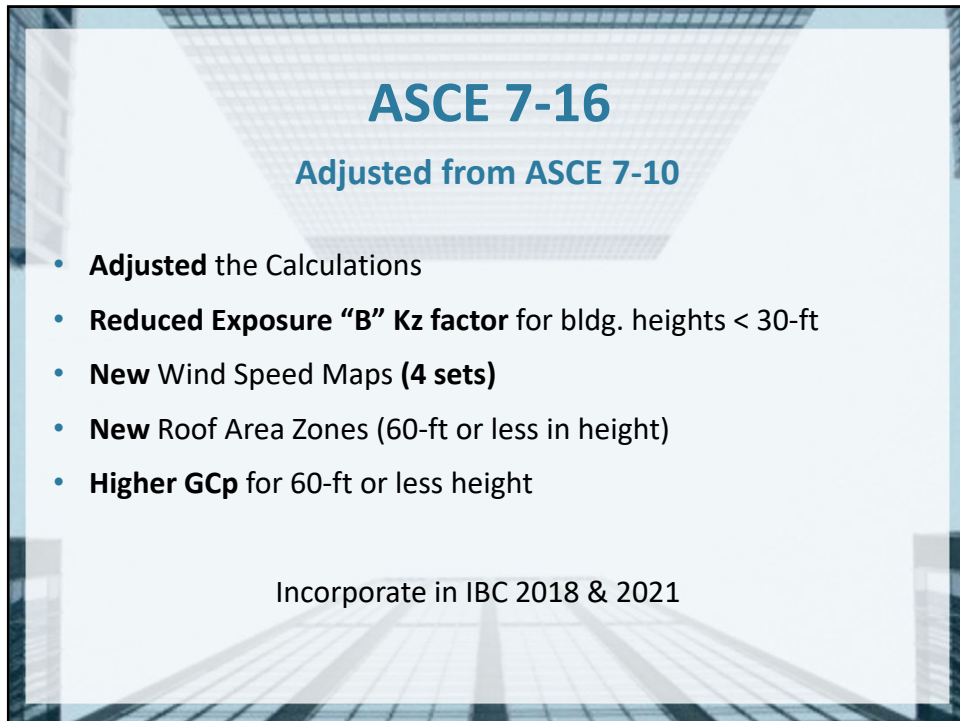 ASCE 7-16
Adjusted from ASCE 7-10
• Adjusted the Calculations
• Reduced Exposure “B” Kz factor for bldg. heights < 30-ft
• New Wind Speed Maps (4 sets)
• New Roof Area Zones (60-ft or less in height)
• Higher GCp for 60-ft or less height
Incorporate in IBC 2018 & 2021